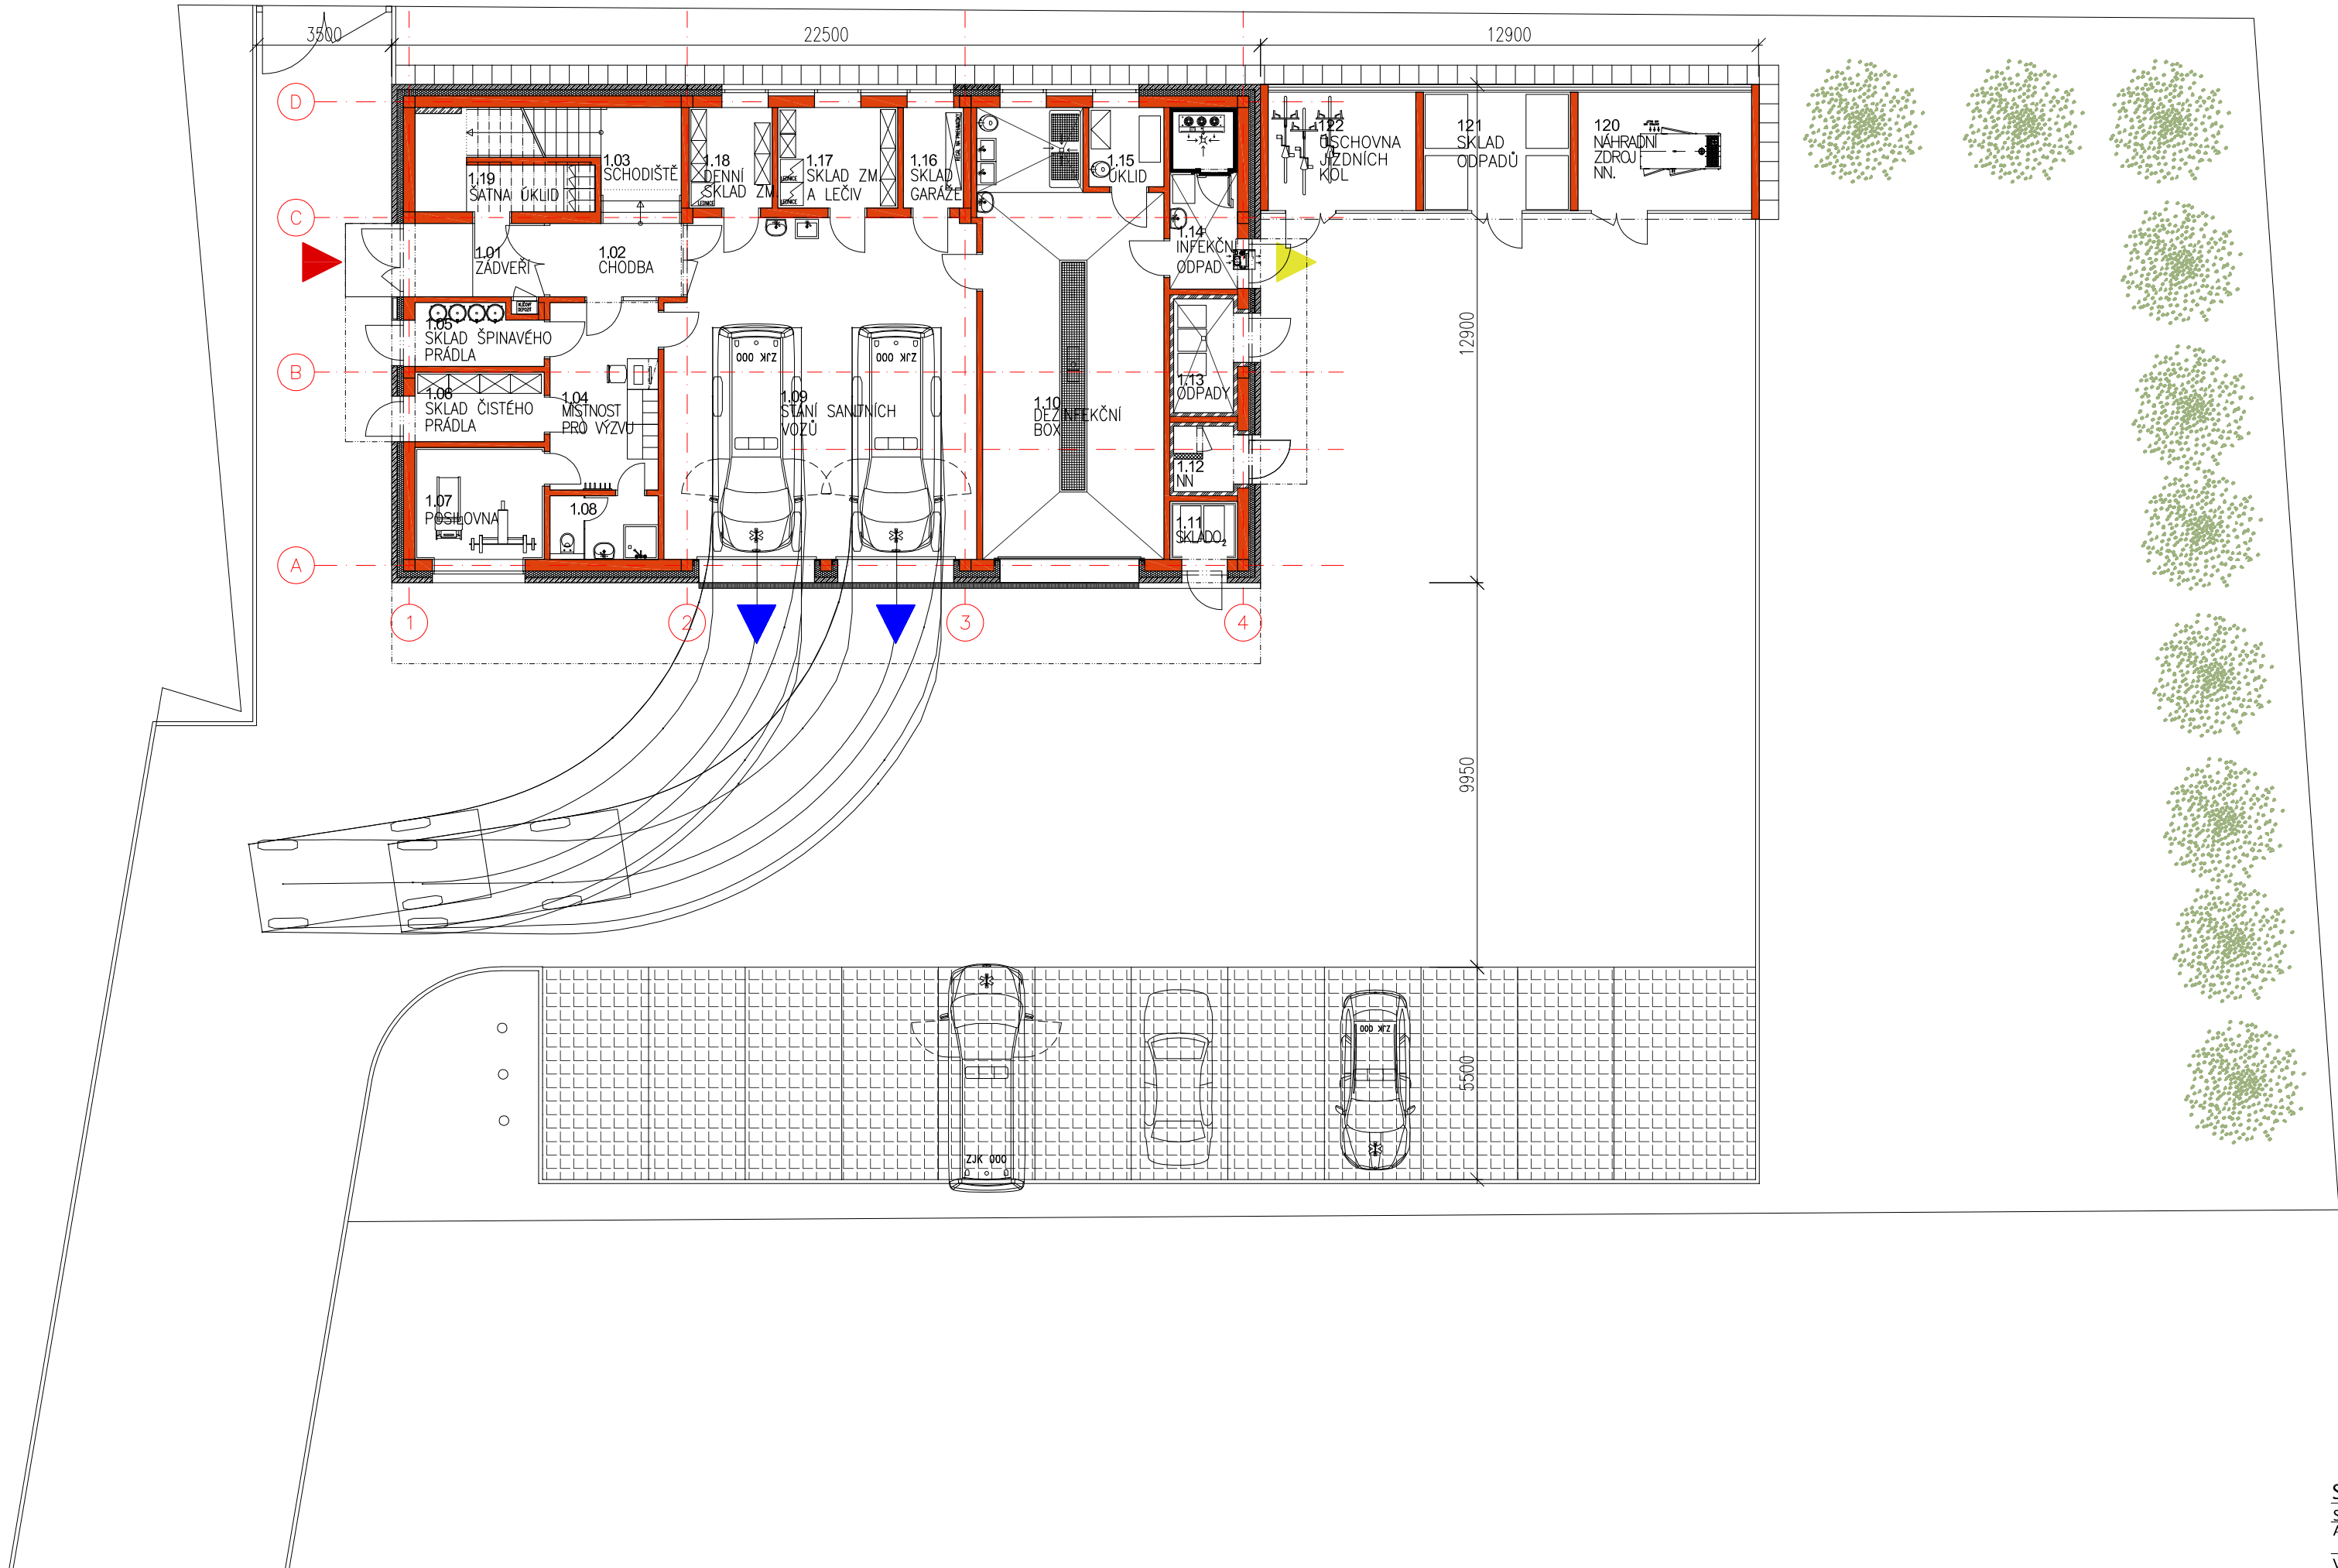 3500
22500
12900
D
C
B
A
1
2
3
4
1.03
SCHODIŠTĚ
1.19
ŠATNA ÚKLID
1.18
DENNÍ
SKLAD ZM
LEDNICE
LEDNICE
1.17
SKLAD ZM.
A LEČIV
LEDNICE
LEDNICE
1.16
SKLAD
GARÁŽE
1.15
ÚKLID
122
ÚSCHOVNA
JÍZDNÍCH
KOL
121
SKLAD
ODPADŮ
120
NÁHRADNÍ
ZDROJ
NN.
1.01
ZÁDVEŘÍ
1.02
CHODBA
1.14
INFEKČNÍ
ODPAD
1.05
SKLAD ŠPINAVÉHO
PRÁDLA
1.06
SKLAD ČISTÉHO
PRÁDLA
1.04
MÍSTNOST
PRO VÝZVU
ZJK 000
ZJK 000
1.09
STÁNÍ SANITNÍCH
VOZŮ
1.10
DEZINFEKČNÍ
BOX
1.13
ODPADY
1.12
NN
1.07
POSILOVNA
1.08
1.11
SKLADO2
12900
9950
5500
ZJK 000
ZJK 000